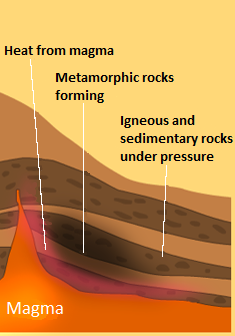 Heat from magma
Metamorphic rocks
forming
Igneous and
sedimentary rocks
under pressure
Magma